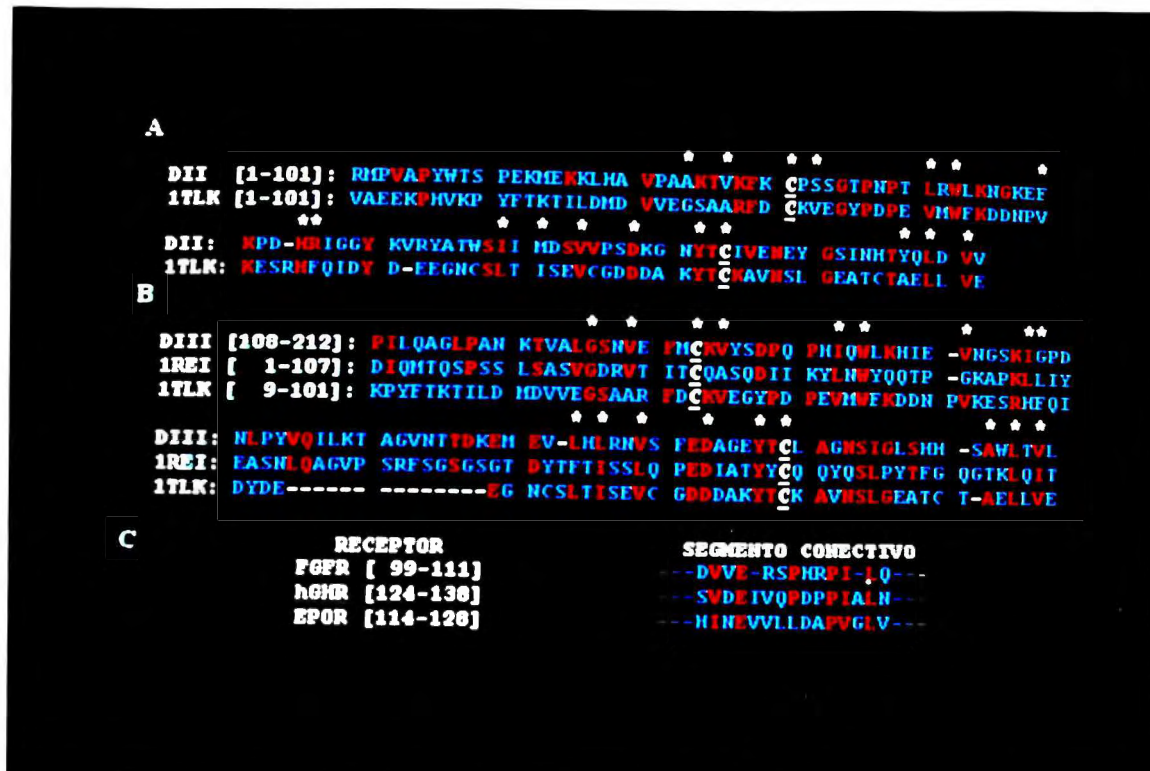 A
DII [1-101]: RMPVAPYWTS PEKMEKKLHA VPAAKTVKFK CPSSGTPNPT LRWLKNGKEF
1TLK [1-101]: VAEEKPHVKP YFTKTILDMD VVEGSAARFD CKVEGYPDPE VMWFKDDNPV
DII: KPD-HRIGGY KVRYATWSII MDSVVPSDKG NYTCIVENEY GSINHTYQLD VV
1TLK: KESRHFQIDY D-EEGNCSLT ISEVCGDDDA KYTCKAVNSL GEATCTAELL VE
B
DIII [108-212]: PILQAGLPAN KTVALGSNVE FMCKVYSDPQ PHIQWLKHIE -VNGSKIGPD
1REI [ 1-107]: DIQMTQSPSS LSASVGDRVT ITCQASQDII KYLNWYQQTP -GKAPKLLIY
1TLK [ 9-101]: KPYFTKTILD MDVVEGSAAR FDCKVEGYPD PEVMWFKDDN PVKESRHFQI
DIII: NLPYVQILKT AGVNTTDKEM EV-LHLRNVS FEDAGEYTCL AGNSIGLSHH -SAWLTVL
1REI: EASNLQAGVP SRFSGSGSGT DYTFTISSLQ PEDIATYYCQ QYQSLPYTFG QGTKLQIT
1TLK: DYDE------ ---------EG NCSLTISEVC GDDDAKYTCK AVNSLGEATC T-AELLVE
C
RECEPTOR SEGMENTO CONECTIVO
FGFR [ 99-111] ---DVVE-RSPHRPI-LQ---
hGHR [124-138] ---SVDEIVQPDPPIALN---
EPOR [114-128] ---HINEVVLLDAPVGLV---